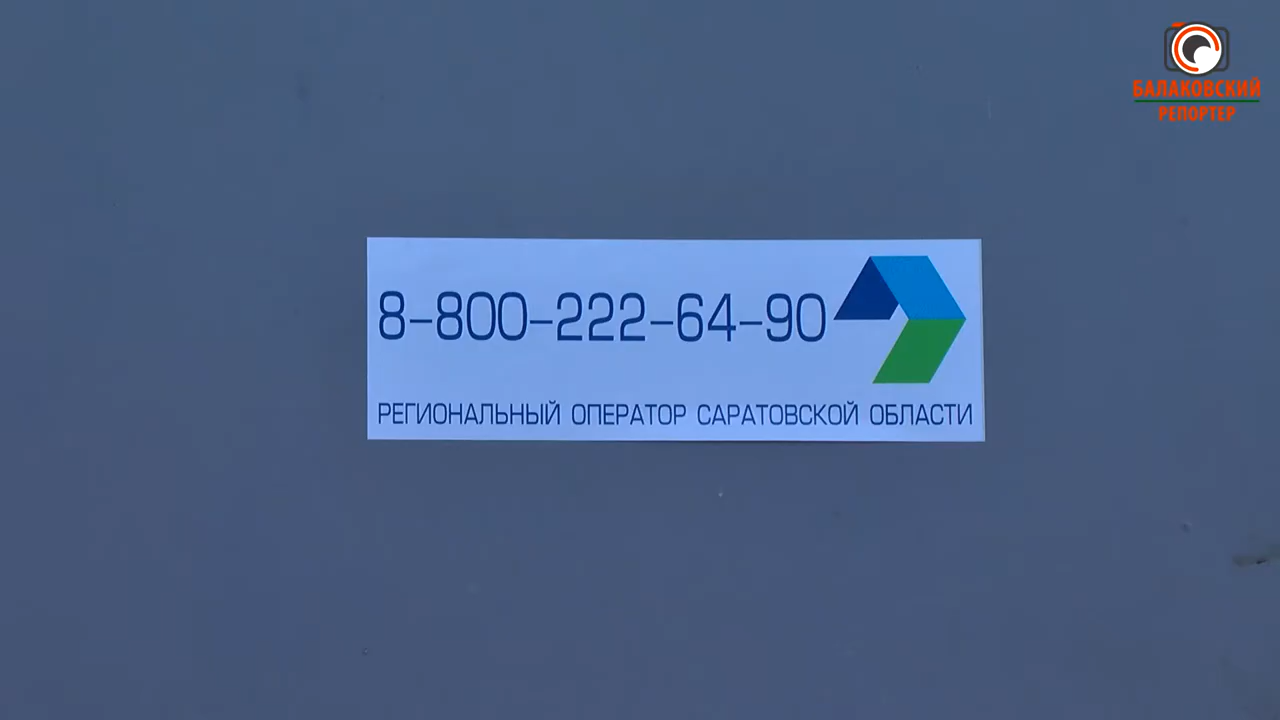 БАЛАКОВСКИЙ
РЕПОРТЕР
8-800-222-64-90
РЕГИОНАЛЬНЫЙ ОПЕРАТОР САРАТОВСКОЙ ОБЛАСТИ